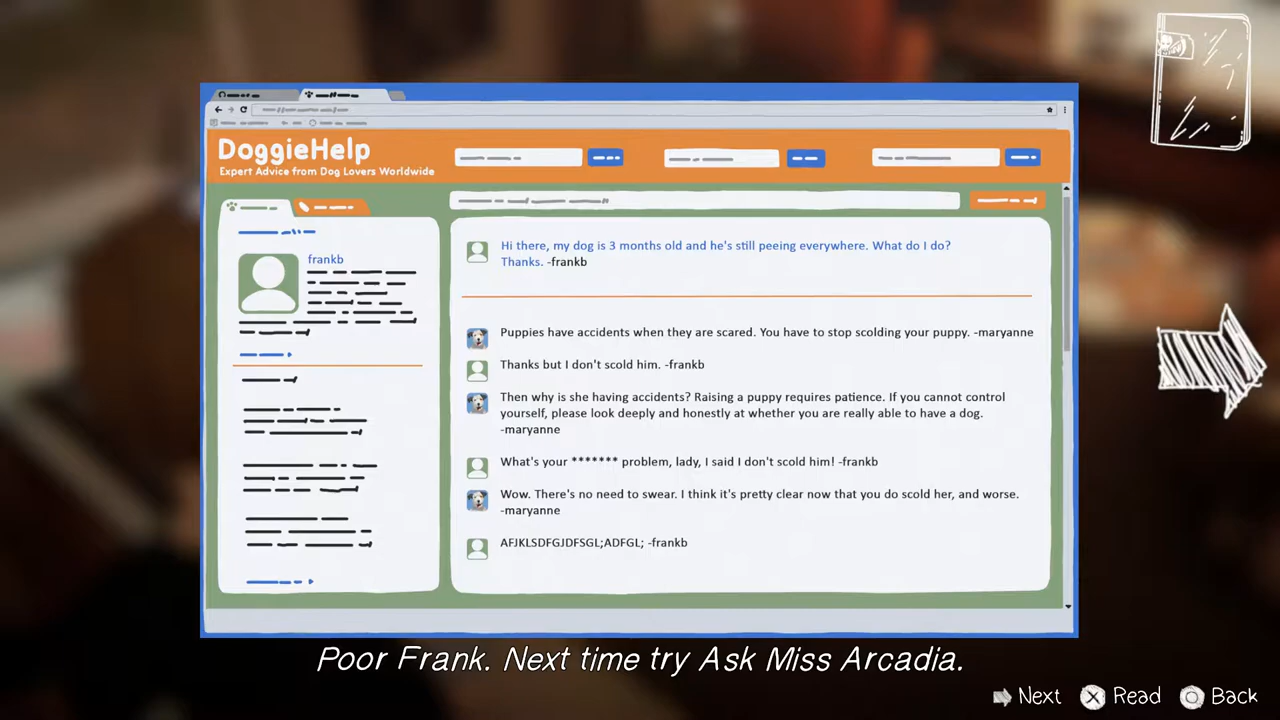 DoggieHelp
Expert Advice from Dog Lovers Worldwide
frankb
Hi there, my dog is 3 months old and he's still peeing everywhere. What do I do?
Thanks. -frankb
Puppies have accidents when they are scared. You have to stop scolding your puppy. -maryanne
Thanks but I don't scold him. -frankb
Then why is she having accidents? Raising a puppy requires patience. If you cannot control
yourself, please look deeply and honestly at whether you are really able to have a dog.
-maryanne
What's your ******* problem, lady, I said I don't scold him! -frankb
Wow. There's no need to swear. I think it's pretty clear now that you do scold her, and worse.
-maryanne
AFJKLSDFGJDFSGL;ADFGL; -frankb
Poor Frank. Next time try Ask Miss Arcadia.
Next Read Back